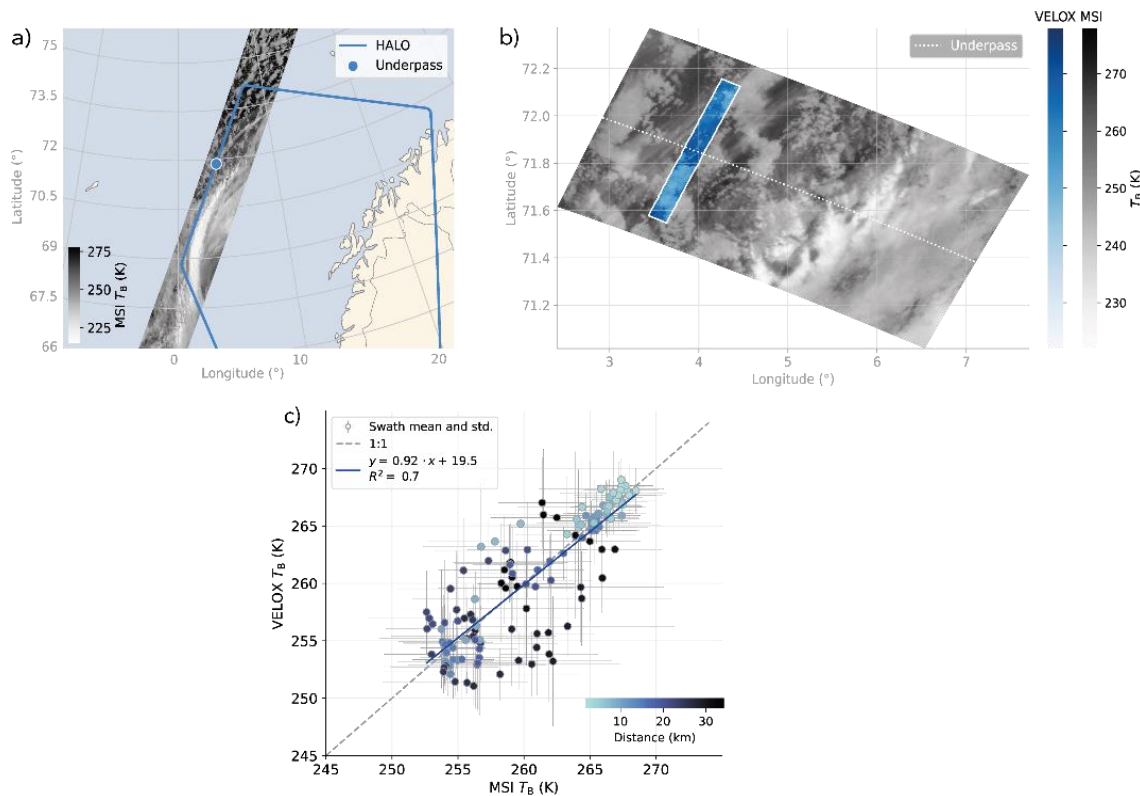 a)
75
73.5
72
70.5
69
67.5
66
Latitude (°)
HALO
Underpass
278
250
225
MSI T_B (K)
0
10
20
Longitude (°)
b)
72.2
72.0
71.8
71.6
71.4
71.2
Latitude (°)
Underpass
3
4
5
6
7
Longitude (°)
VELOX MSI
270
260
250
240
230
T_B (K)
c)
Swath mean and std.
1:1
y = 0.92 · x + 19.5
R² = 0.7
270
265
260
255
250
245
VELOX T_B (K)
10 20 30
Distance (km)
245 250 255 260 265 270
MSI T_B (K)